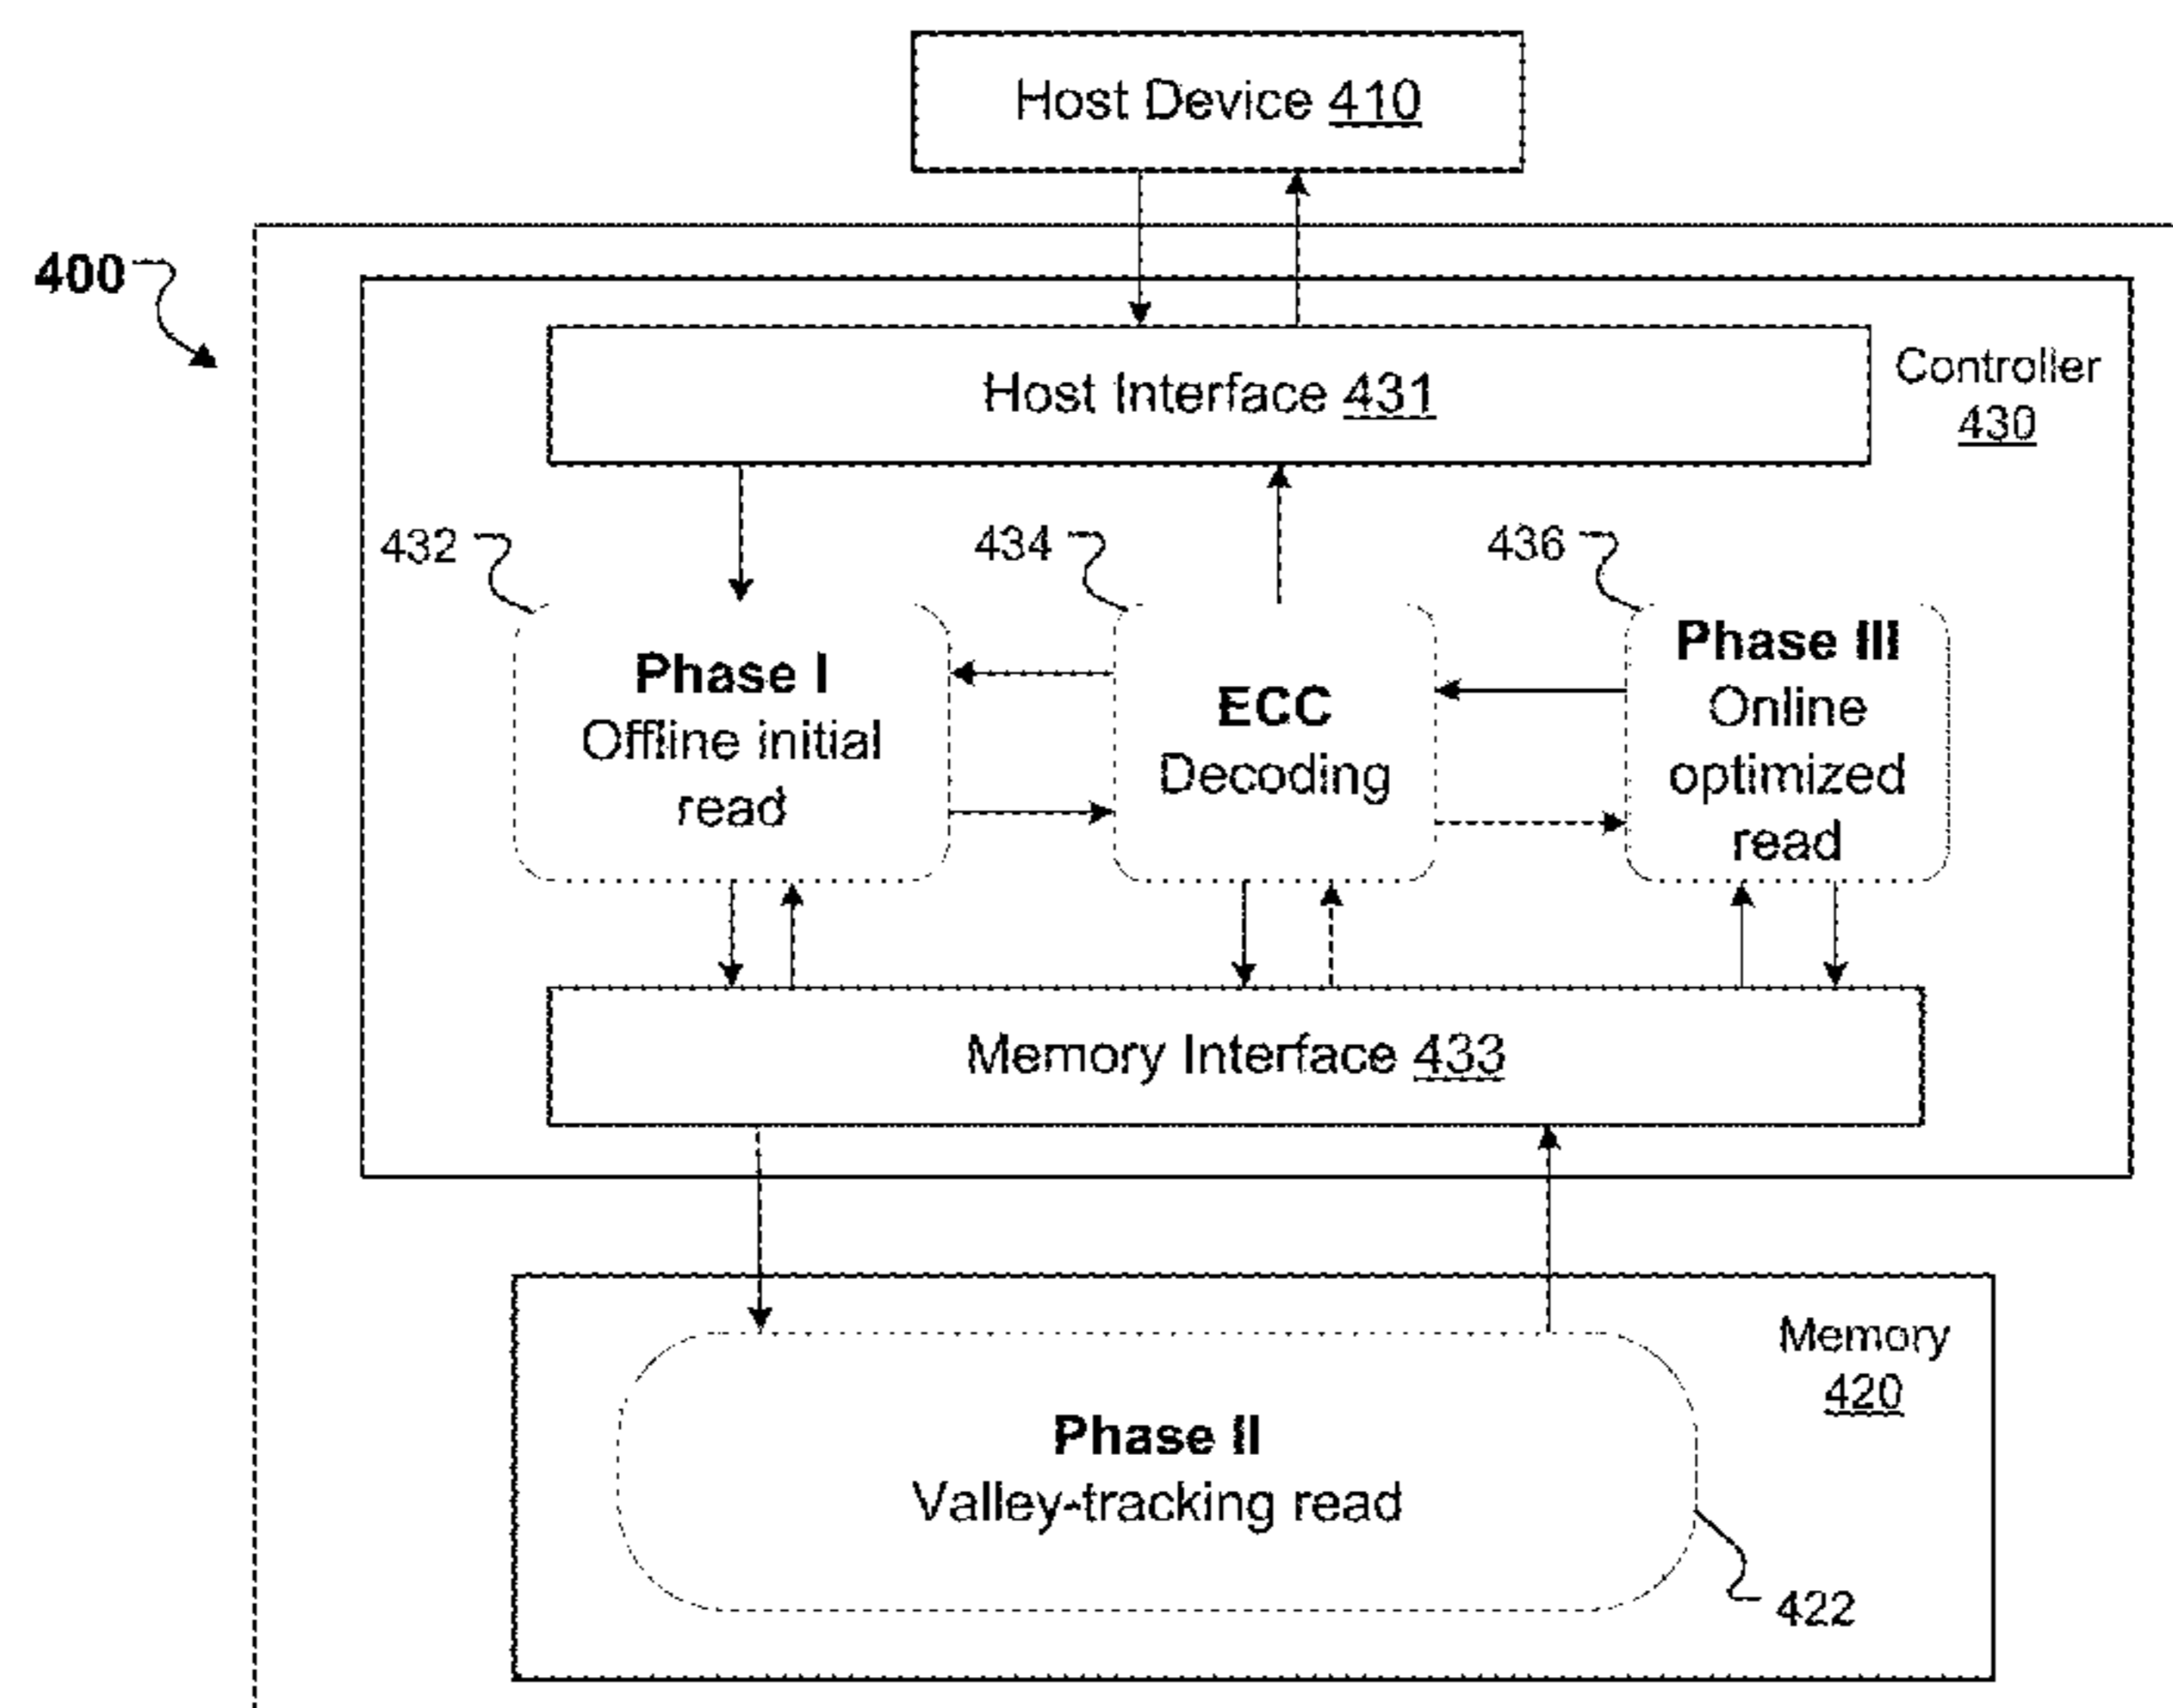 Host Device 410
400
Host Interface 431
Controller
430
432
434
436
Phase I
Offline initial
read
ECC
Decoding
Phase III
Online
optimized
read
Memory Interface 433
Memory
420
Phase II
Valley-tracking read
422